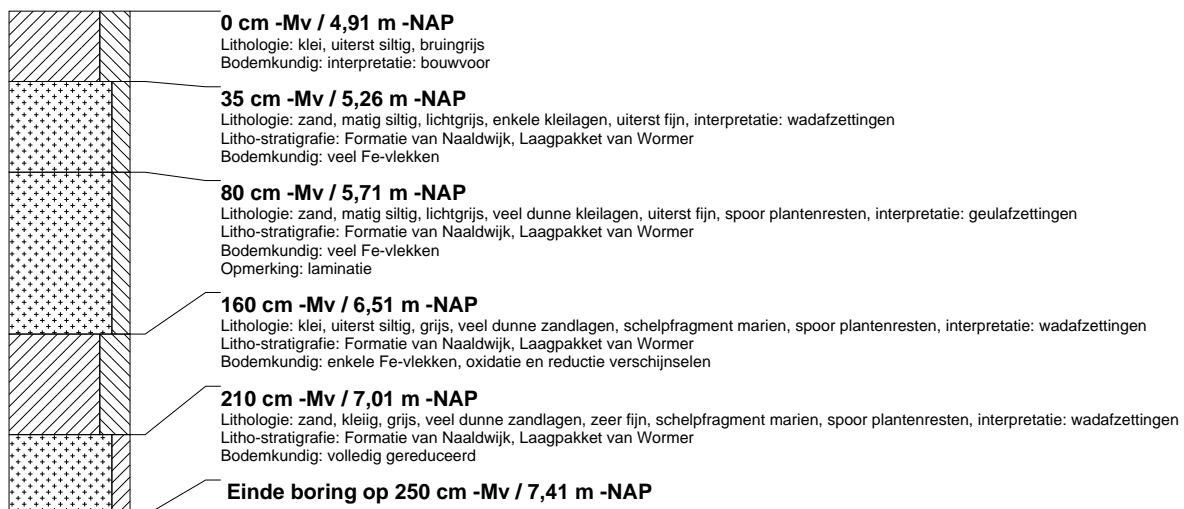 0 cm -Mv / 4,91 m -NAP
Lithologie: klei, uiterst siltig, bruingrijs
Bodemkundig: interpretatie: bouwvoor
35 cm -Mv / 5,26 m -NAP
Lithologie: zand, matig siltig, lichtgrijs, enkele kleilagen, uiterst fijn, interpretatie: wadafzettingen
Litho-stratigrafie: Formatie van Naaldwijk, Laagpakket van Wormer
Bodemkundig: veel Fe-vlekken
80 cm -Mv / 5,71 m -NAP
Lithologie: zand, matig siltig, lichtgrijs, veel dunne kleilagen, uiterst fijn, spoor plantenresten, interpretatie: geulafzettingen
Litho-stratigrafie: Formatie van Naaldwijk, Laagpakket van Wormer
Bodemkundig: veel Fe-vlekken
Opmerking: laminatie
160 cm -Mv / 6,51 m -NAP
Lithologie: klei, uiterst siltig, grijs, veel dunne zandlagen, schelpfragment marien, spoor plantenresten, interpretatie: wadafzettingen
Litho-stratigrafie: Formatie van Naaldwijk, Laagpakket van Wormer
Bodemkundig: enkele Fe-vlekken, oxidatie en reductie verschijnselen
210 cm -Mv / 7,01 m -NAP
Lithologie: zand, kleiig, grijs, veel dunne zandlagen, zeer fijn, schelpfragment marien, spoor plantenresten, interpretatie: wadafzettingen
Litho-stratigrafie: Formatie van Naaldwijk, Laagpakket van Wormer
Bodemkundig: volledig gereduceerd
Einde boring op 250 cm -Mv / 7,41 m -NAP